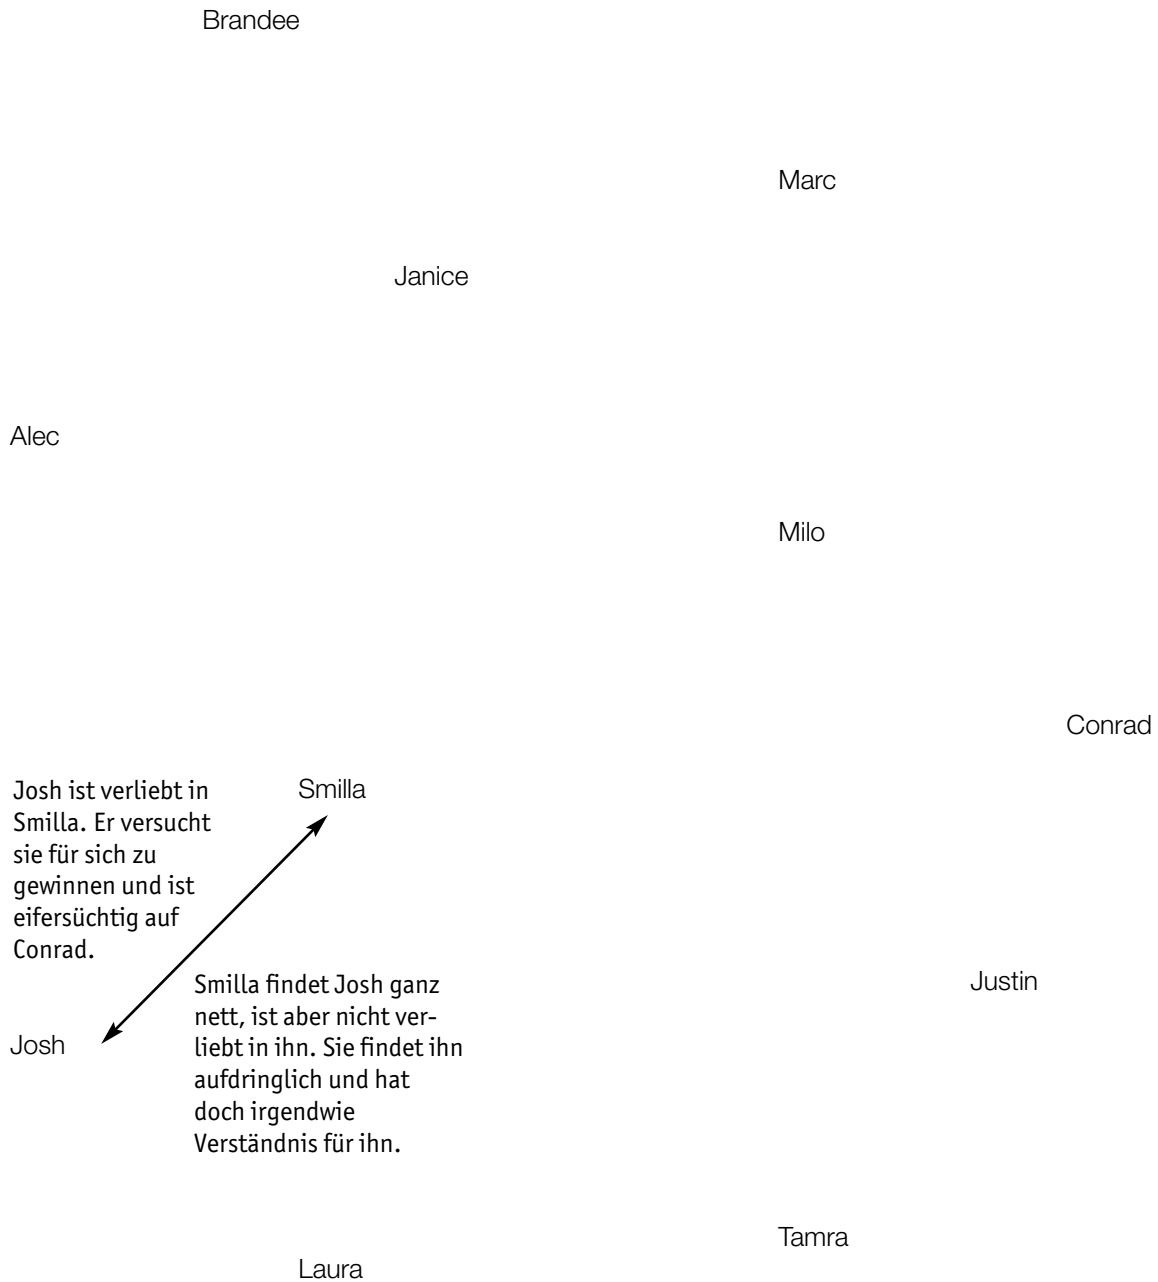 Brandee
Marc
Janice
Alec
Milo
Conrad
Smilla
Josh ist verliebt in
Smilla. Er versucht
sie für sich zu
gewinnen und ist
eifersüchtig auf
Conrad.
Smilla findet Josh ganz
nett, ist aber nicht ver-
liebt in ihn. Sie findet ihn
aufdringlich und hat
doch irgendwie
Verständnis für ihn.
Justin
Josh
Tamra
Laura